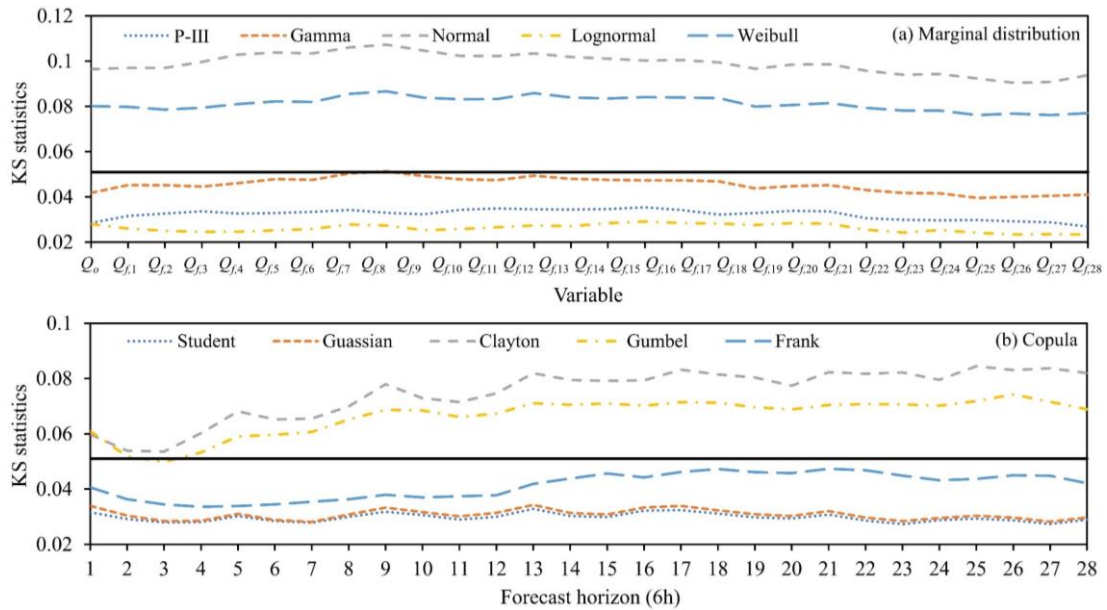 0.12
P-III Gamma Normal Lognormal Weibull (a) Marginal distribution
0.1
0.08
KS statistics
0.06
0.04
0.02
Qo Qf,1 Qf,2 Qf,3 Qf,4 Qf,5 Qf,6 Qf,7 Qf,8 Qf,9 Qf,10 Qf,11 Qf,12 Qf,13 Qf,14 Qf,15 Qf,16 Qf,17 Qf,18 Qf,19 Qf,20 Qf,21 Qf,22 Qf,23 Qf,24 Qf,25 Qf,26 Qf,27 Qf,28
Variable
0.1
Student Guassian Clayton Gumbel Frank (b) Copula
0.08
KS statistics
0.06
0.04
0.02
1 2 3 4 5 6 7 8 9 10 11 12 13 14 15 16 17 18 19 20 21 22 23 24 25 26 27 28
Forecast horizon (6h)